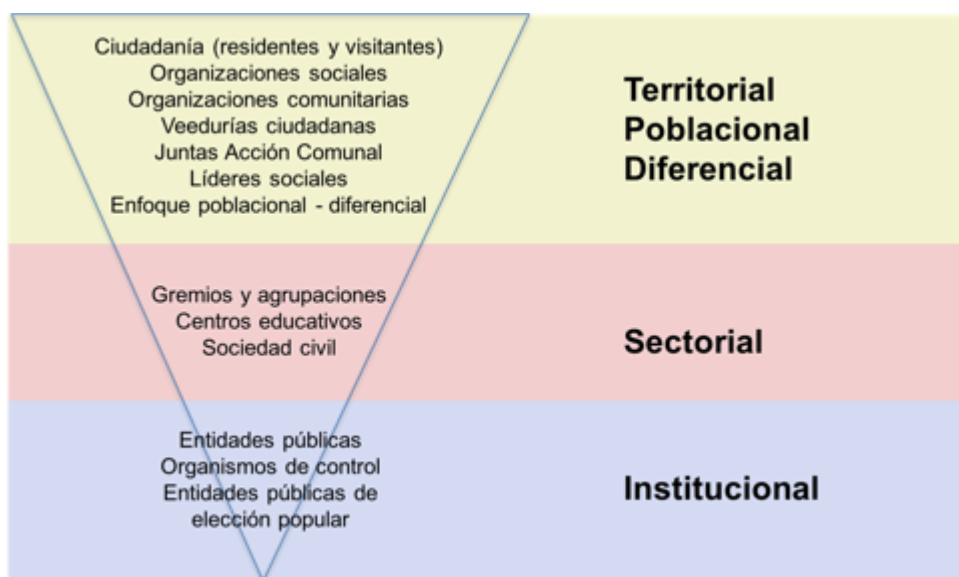 Ciudadanía (residentes y visitantes)
Organizaciones sociales
Organizaciones comunitarias
Veedurías ciudadanas
Juntas Acción Comunal
Líderes sociales
Enfoque poblacional - diferencial
Territorial
Poblacional
Diferencial
Gremios y agrupaciones
Centros educativos
Sociedad civil
Sectorial
Entidades públicas
Organismos de control
Entidades públicas de
elección popular
Institucional